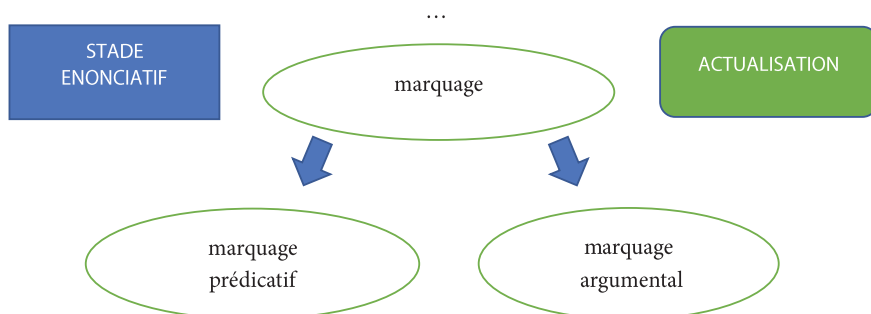 ...
STADE
ENONCIATIF
marquage
ACTUALISATION
marquage
prédicatif
marquage
argumental